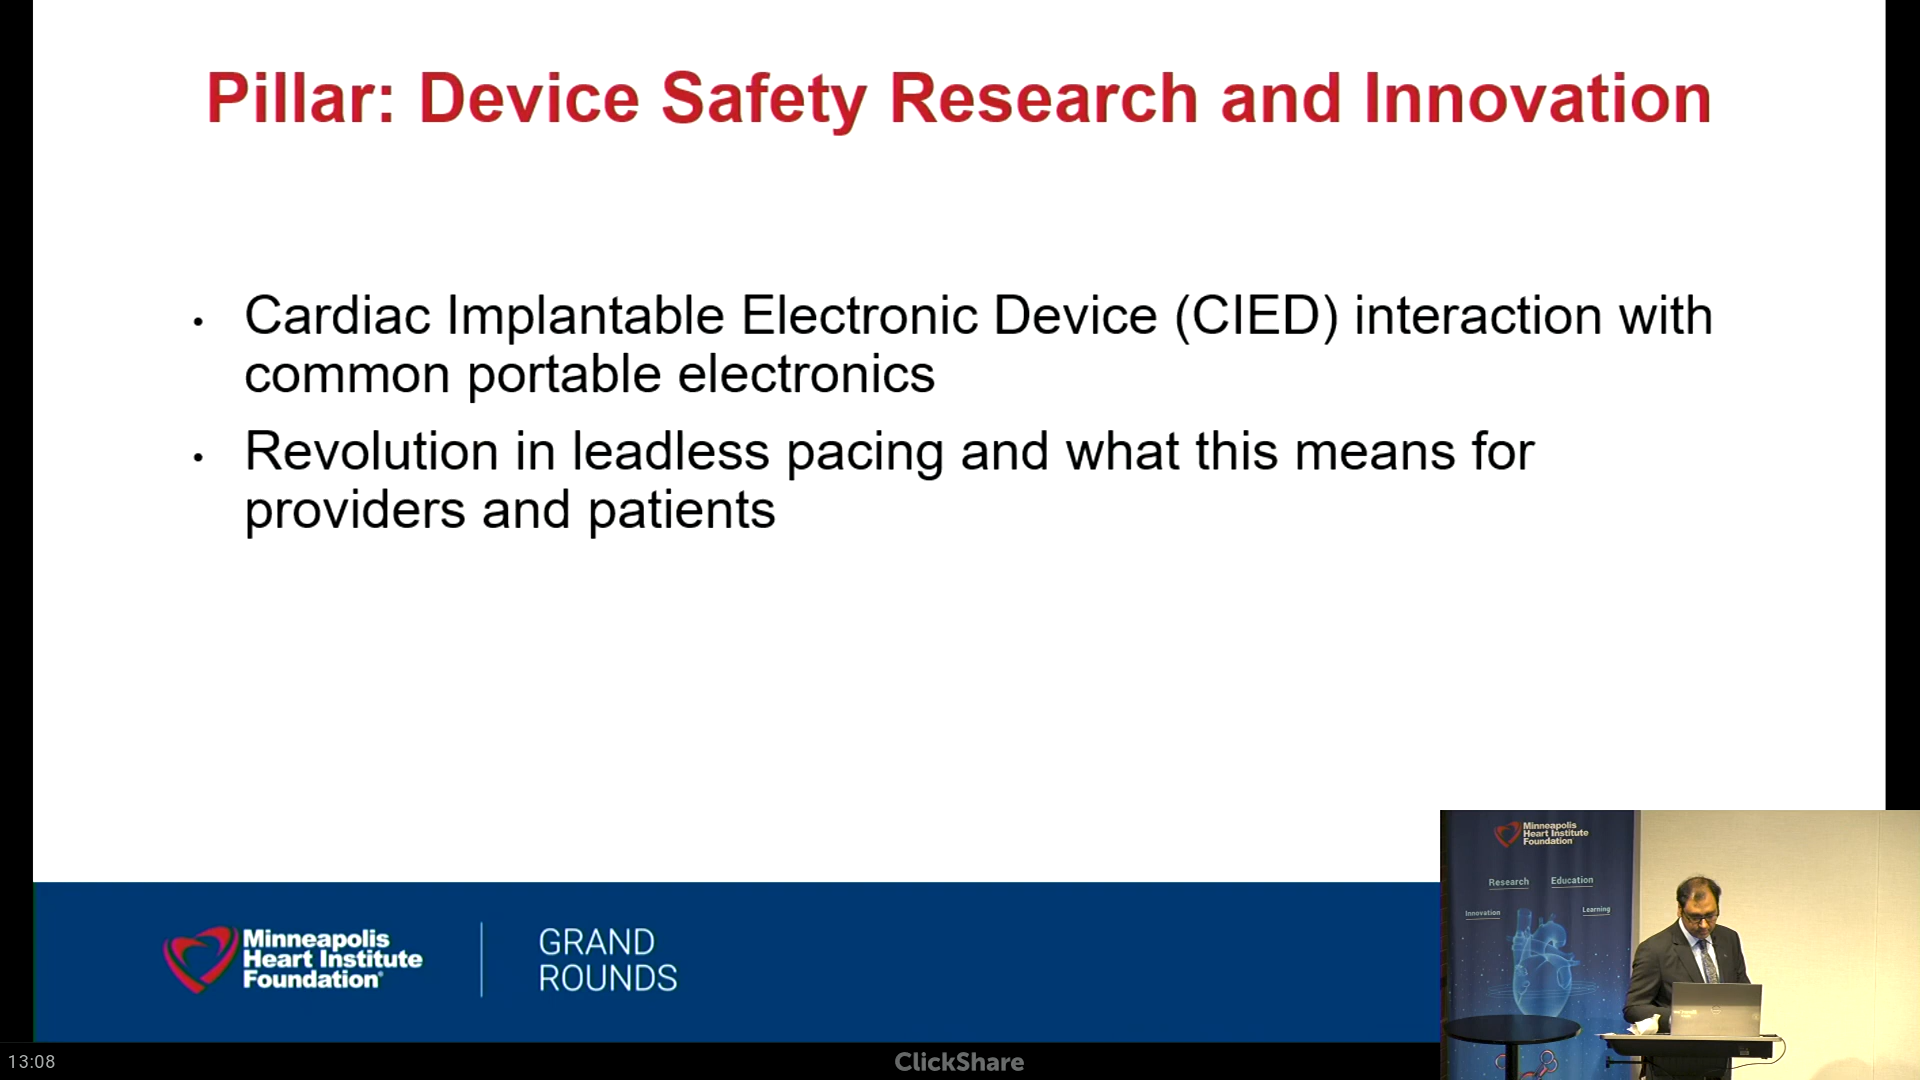 Pillar: Device Safety Research and Innovation
• Cardiac Implantable Electronic Device (CIED) interaction with
common portable electronics
• Revolution in leadless pacing and what this means for
providers and patients
Minneapolis
Heart Institute
Foundation®
GRAND
ROUNDS
Minneapolis
Heart Institute
Foundation
Research
Education
Innovation
Learning
13:08
ClickShare